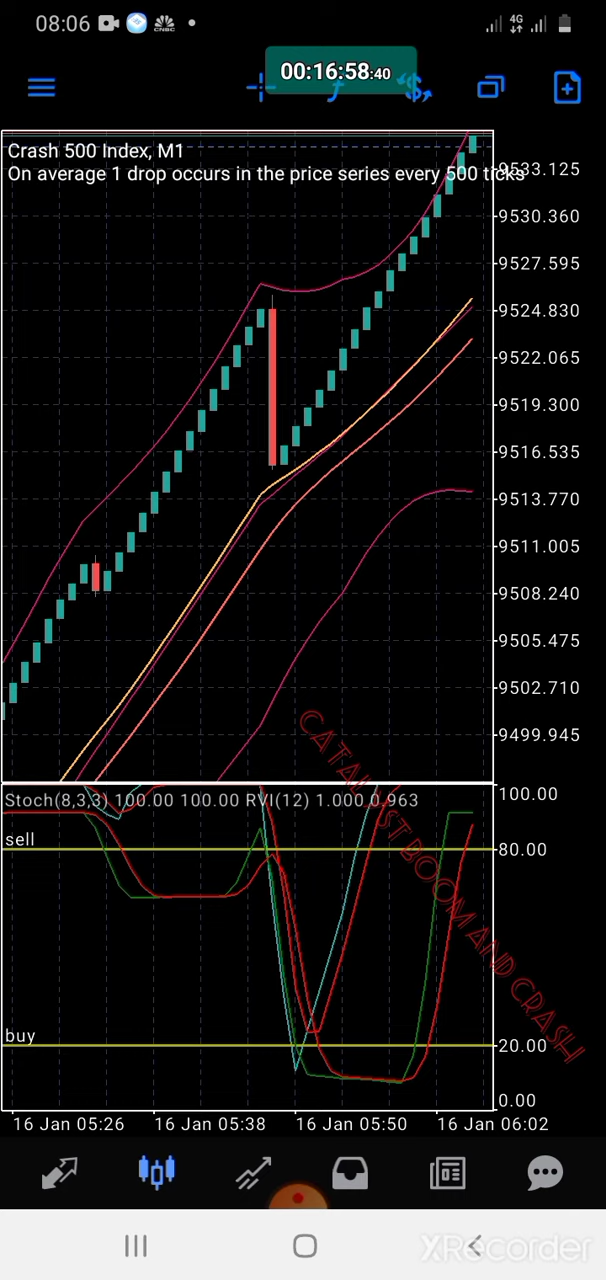 08:06
CNBC
4G
00:16:58:40
Crash 500 Index, M1
On average 1 drop occurs in the price series every 500 ticks
9533.125
9530.360
9527.595
9524.830
9522.065
9519.300
9516.535
9513.770
9511.005
9508.240
9505.475
9502.710
9499.945
CATALYST BOOM AND CRASH
Stoch(8,3,3) 100.00 100.00 RVI(12) 1.000 0.963
100.00
sell
80.00
buy
20.00
0.00
16 Jan 05:26
16 Jan 05:38
16 Jan 05:50
16 Jan 06:02
XRecorder